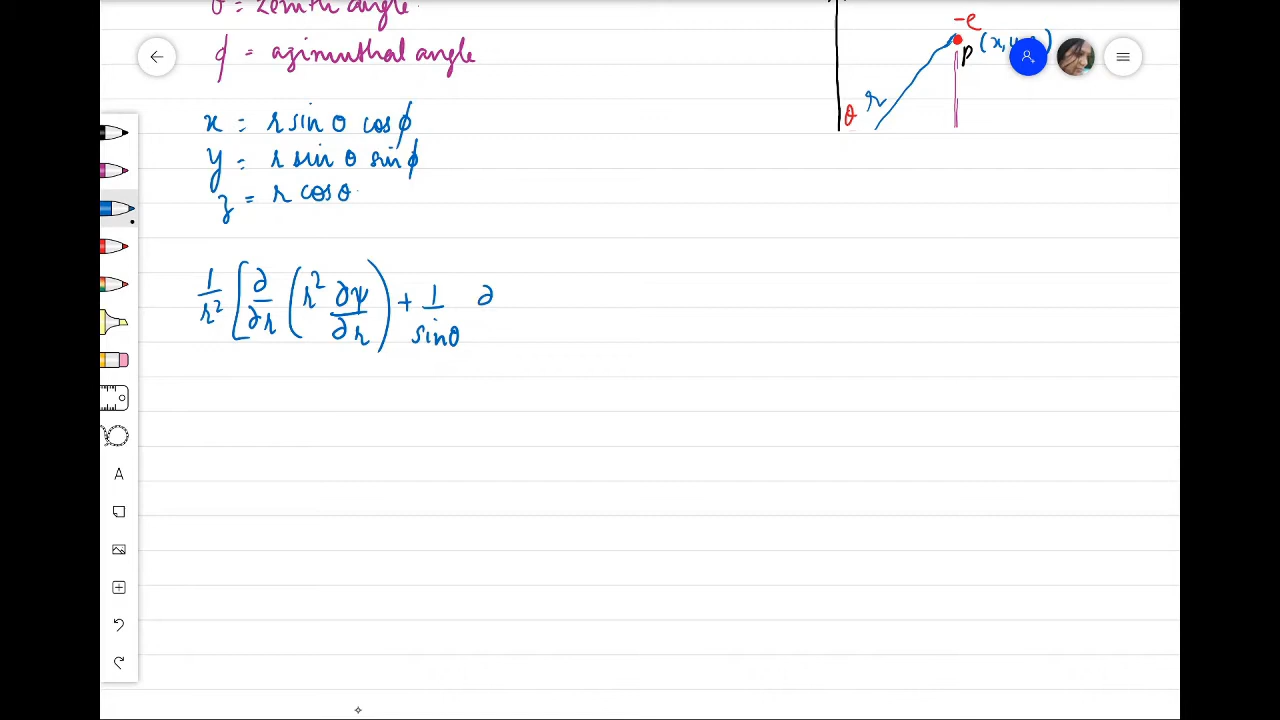 θ = zenith angle
-e
ϕ = azimuthal angle
P
r
θ
x = r sin θ cos ϕ
y = r sin θ sin ϕ
z = r cos θ
1/r² [ ∂/∂r ( r² ∂ψ/∂r ) + 1/sinθ ∂
A